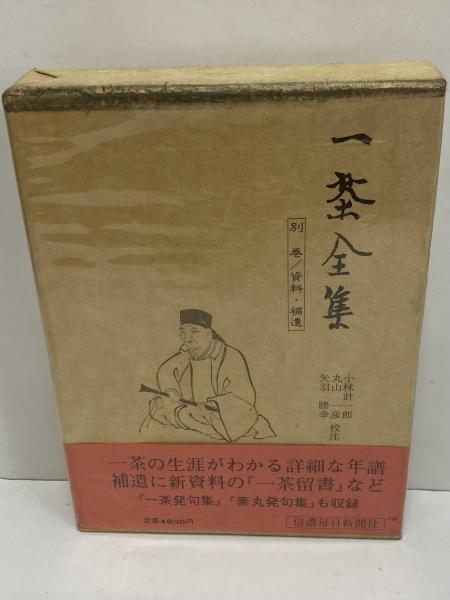 一茶全集
別巻/資料・補遺
小林計一郎
丸山一彦 校注
矢羽勝幸
一茶の生涯がわかる詳細な年譜
補遺に新資料の『一茶留書』など
『一茶発句集』『素丸発句集』も収録
定価4800円
信濃毎日新聞社